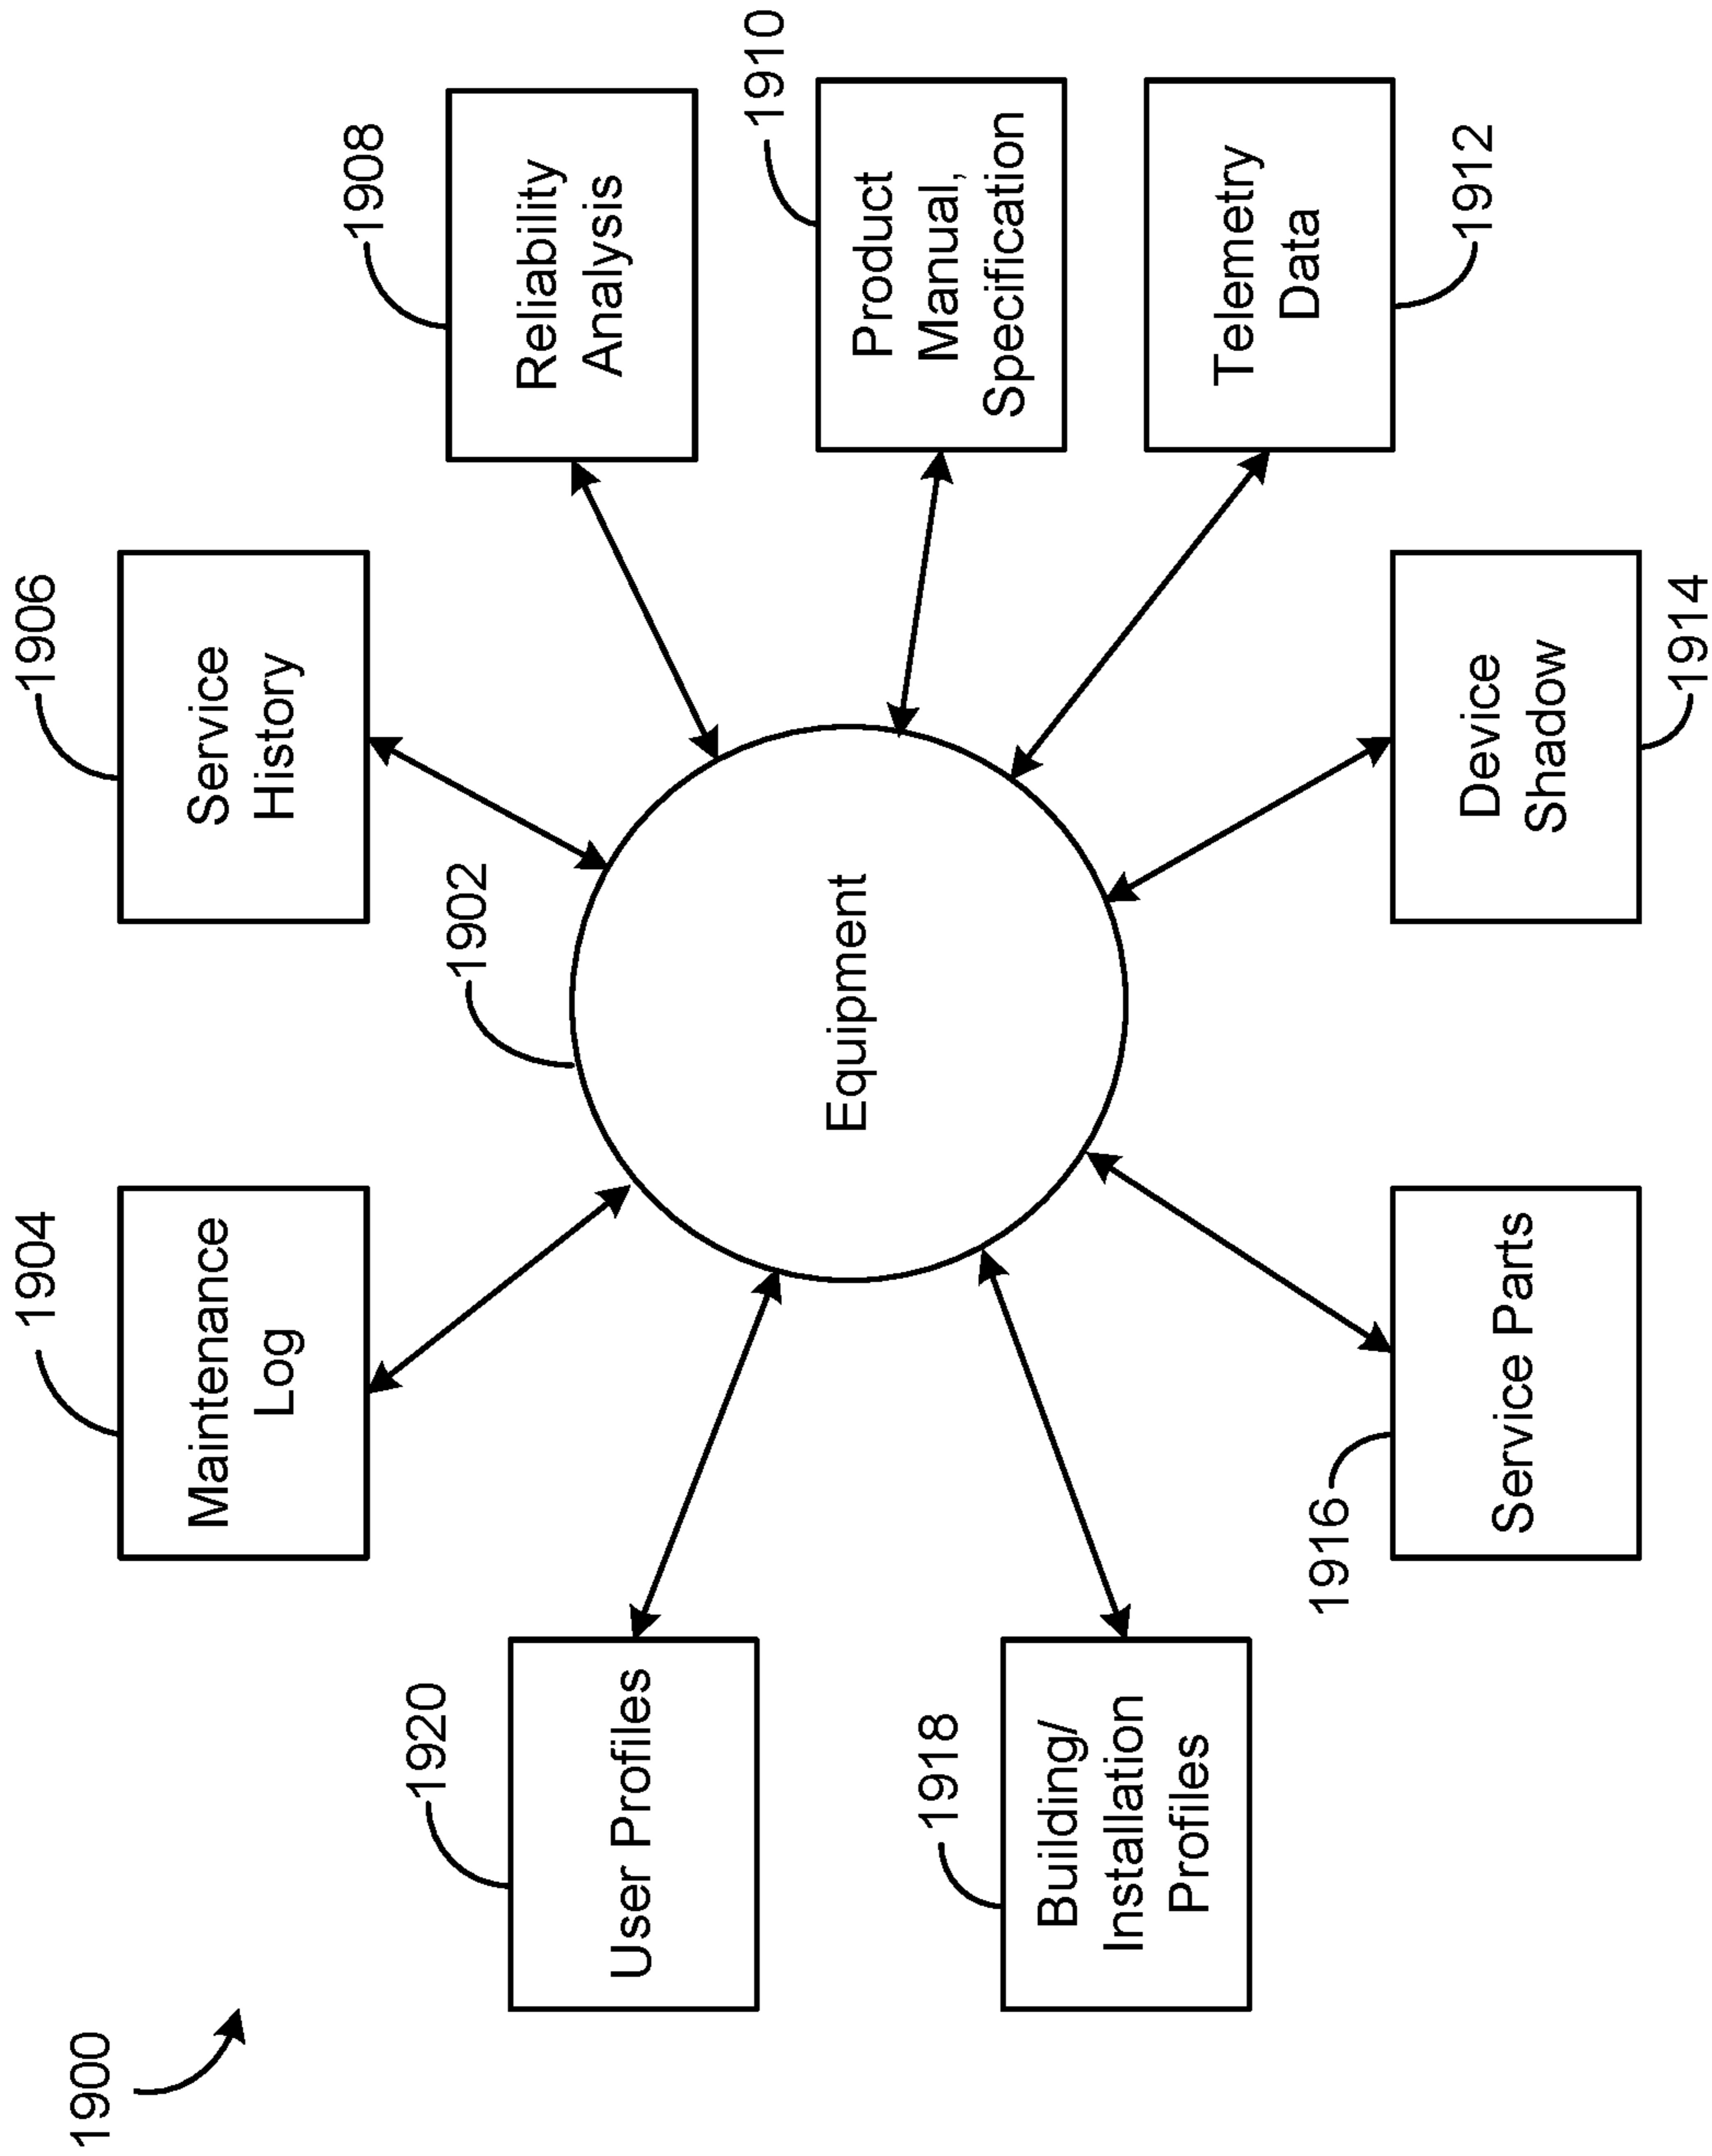 1900
1904
Maintenance
Log
1906
Service
History
1908
Reliability
Analysis
1902
Equipment
1920
User Profiles
1910
Product
Manual,
Specification
1918
Building/
Installation
Profiles
1912
Telemetry
Data
1916
Service Parts
1914
Device
Shadow